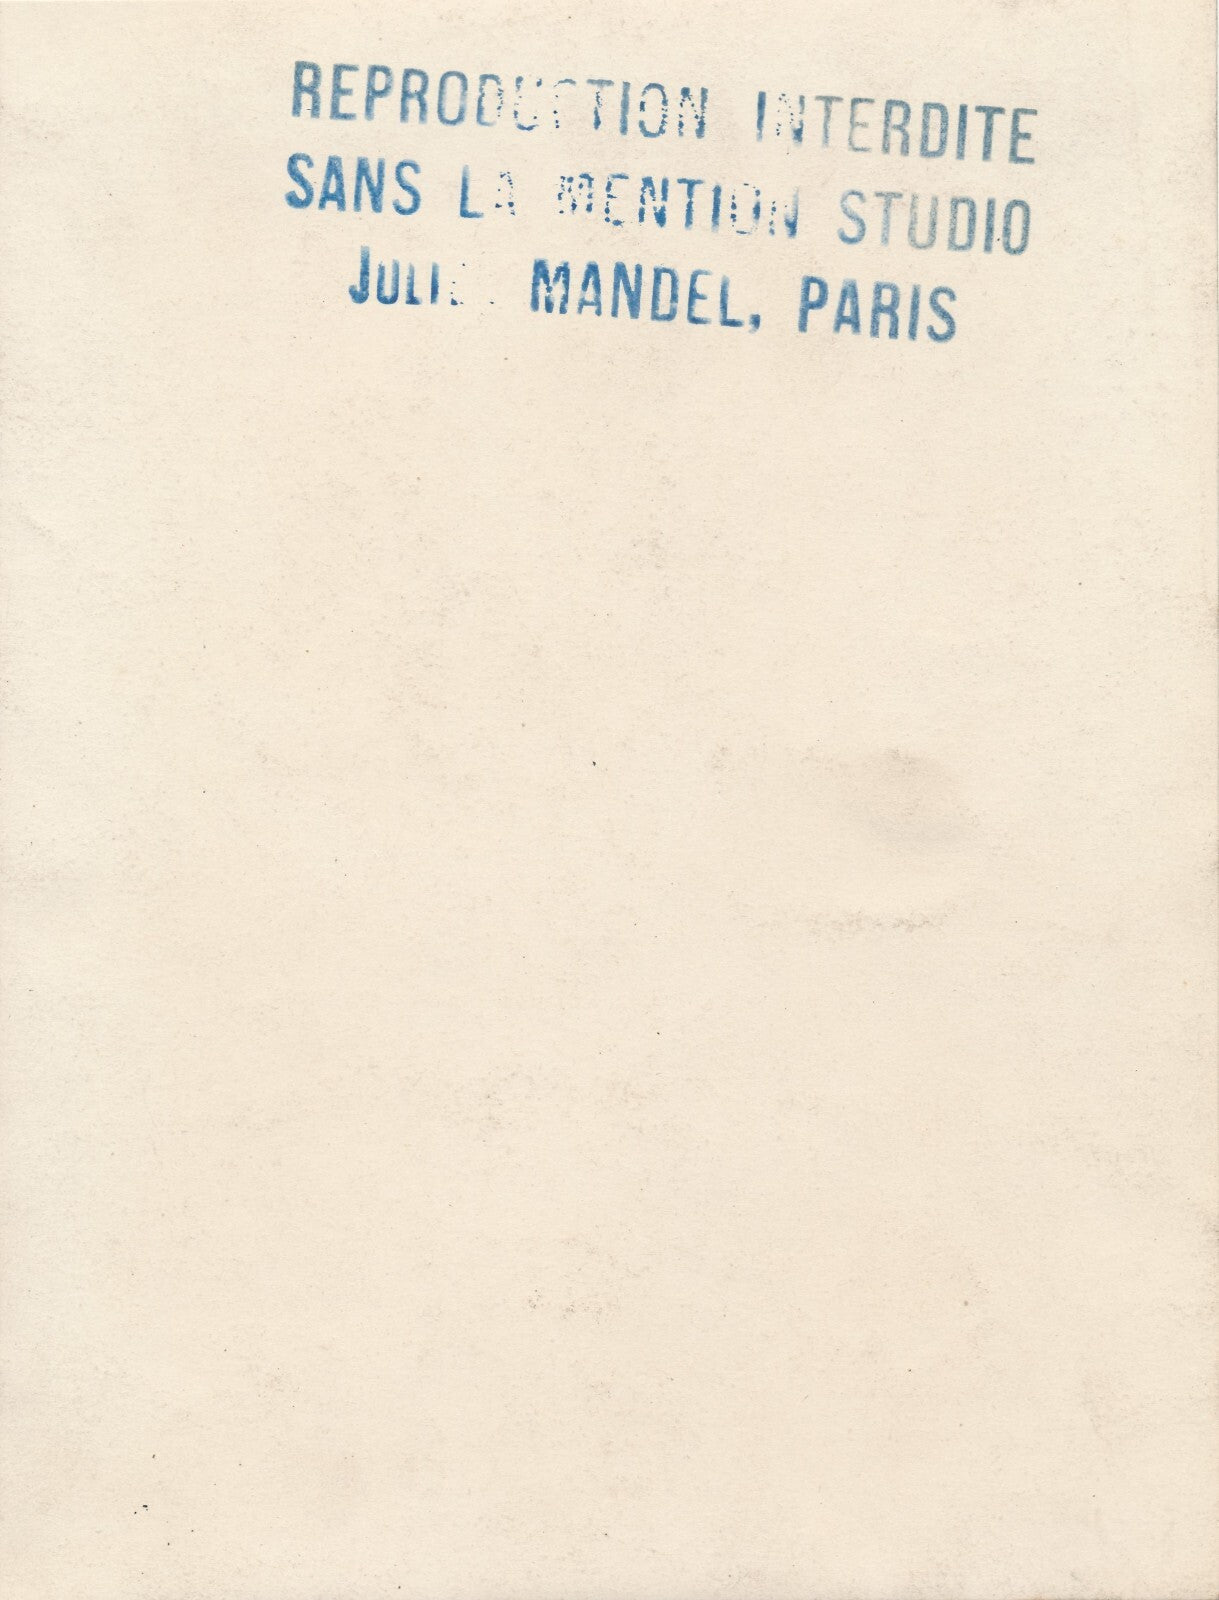 REPRODUCTION INTERDITE
SANS LA MENTION STUDIO
MANDEL, PARIS